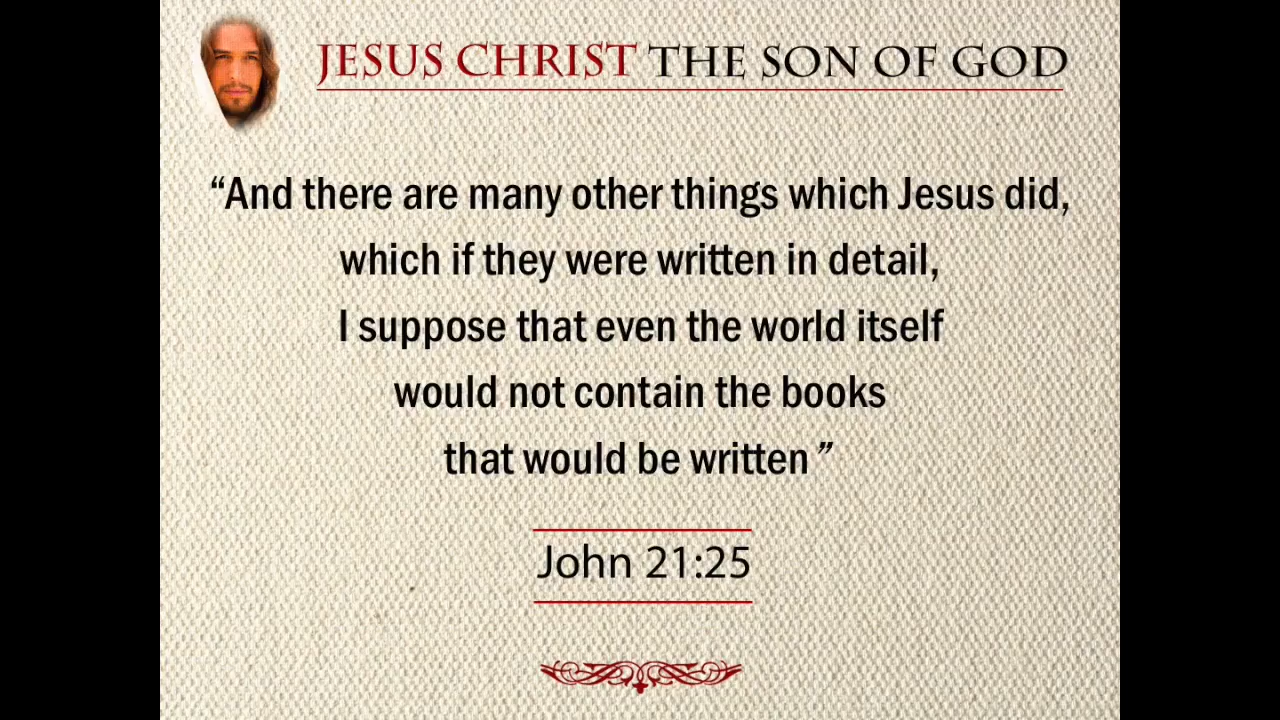 JESUS CHRIST THE SON OF GOD
“And there are many other things which Jesus did,
which if they were written in detail,
I suppose that even the world itself
would not contain the books
that would be written ”
John 21:25